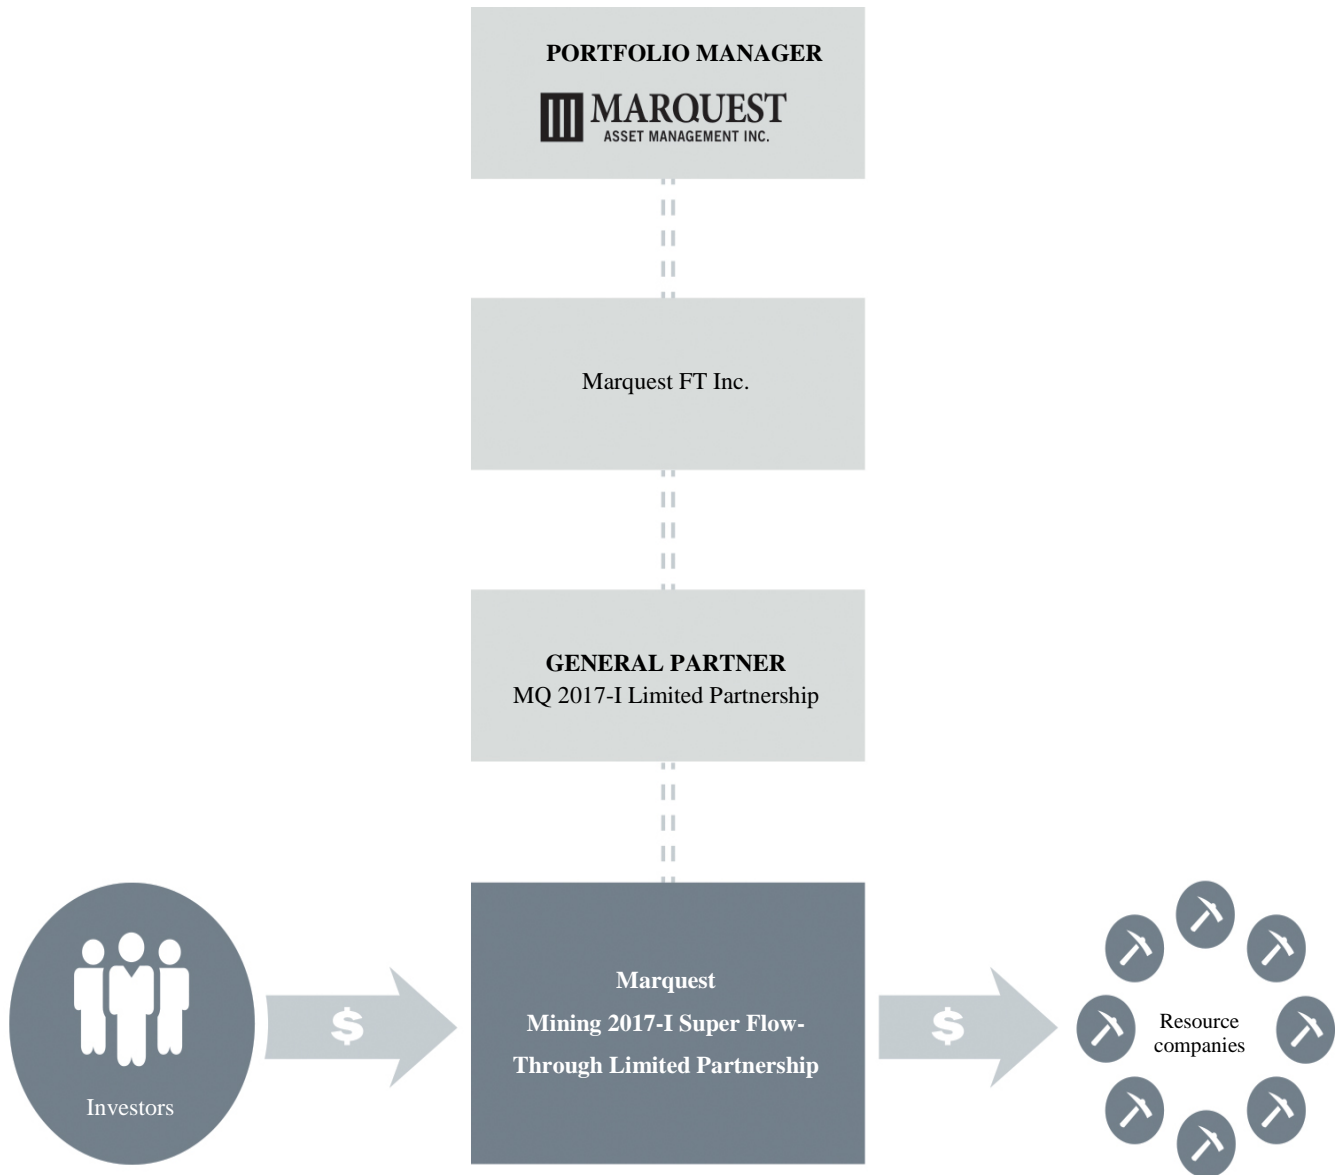 PORTFOLIO MANAGER
MARQUEST
ASSET MANAGEMENT INC.
Marquest FT Inc.
GENERAL PARTNER
MQ 2017-I Limited Partnership
Investors
$
Marquest
Mining 2017-I Super Flow-
Through Limited Partnership
$
Resource
companies